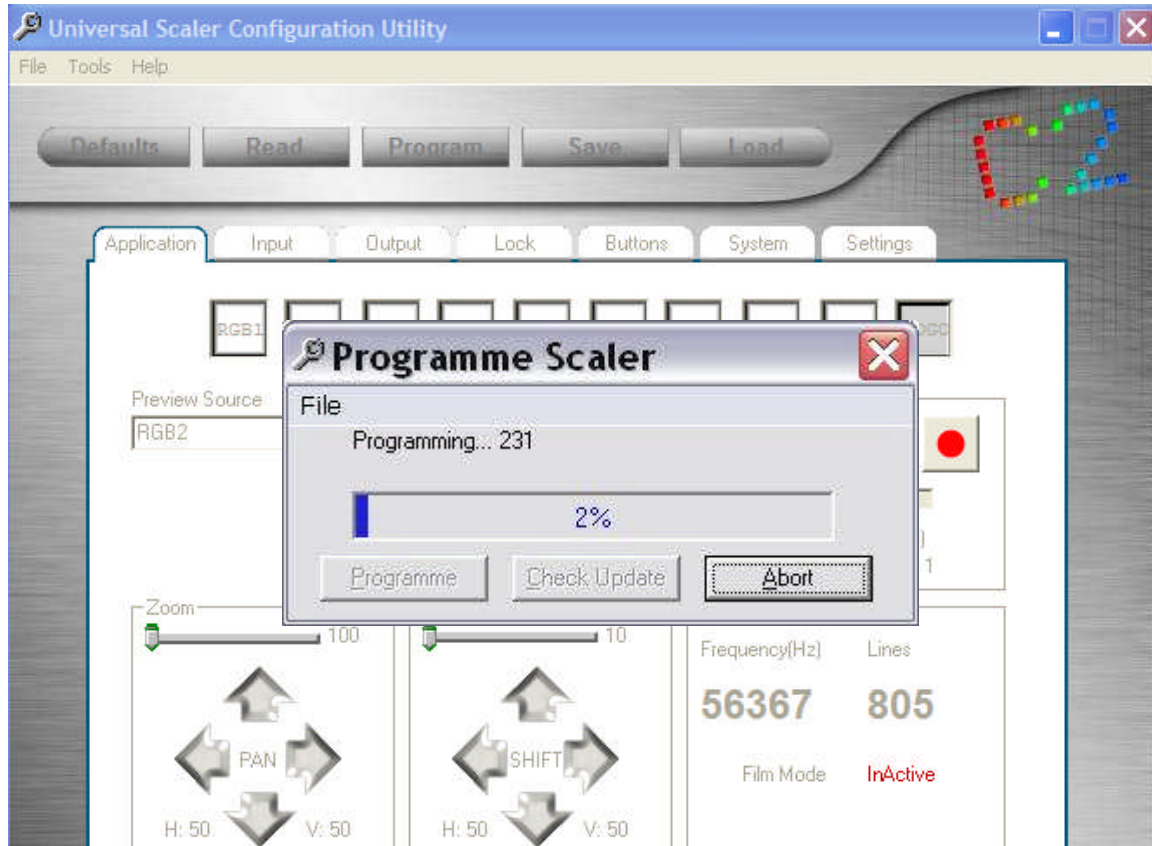 Universal Scaler Configuration Utility
File Tools Help
Defaults Read Program Save Load
C2
Application Input Output Lock Buttons System Settings
RGB1
Preview Source
RGB2
Programme Scaler
File
Programming... 231
2%
Programme Check Update Abort
1
Zoom
100
10
Frequency(Hz) Lines
56367 805
PAN
SHIFT
Film Mode InActive
H: 50 V: 50
H: 50 V: 50